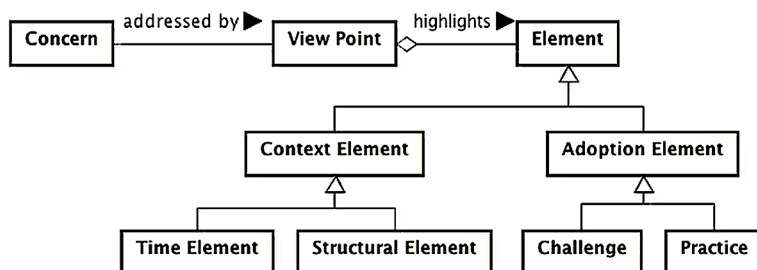 addressed by
highlights
Concern
View Point
Element
Context Element
Adoption Element
Time Element
Structural Element
Challenge
Practice